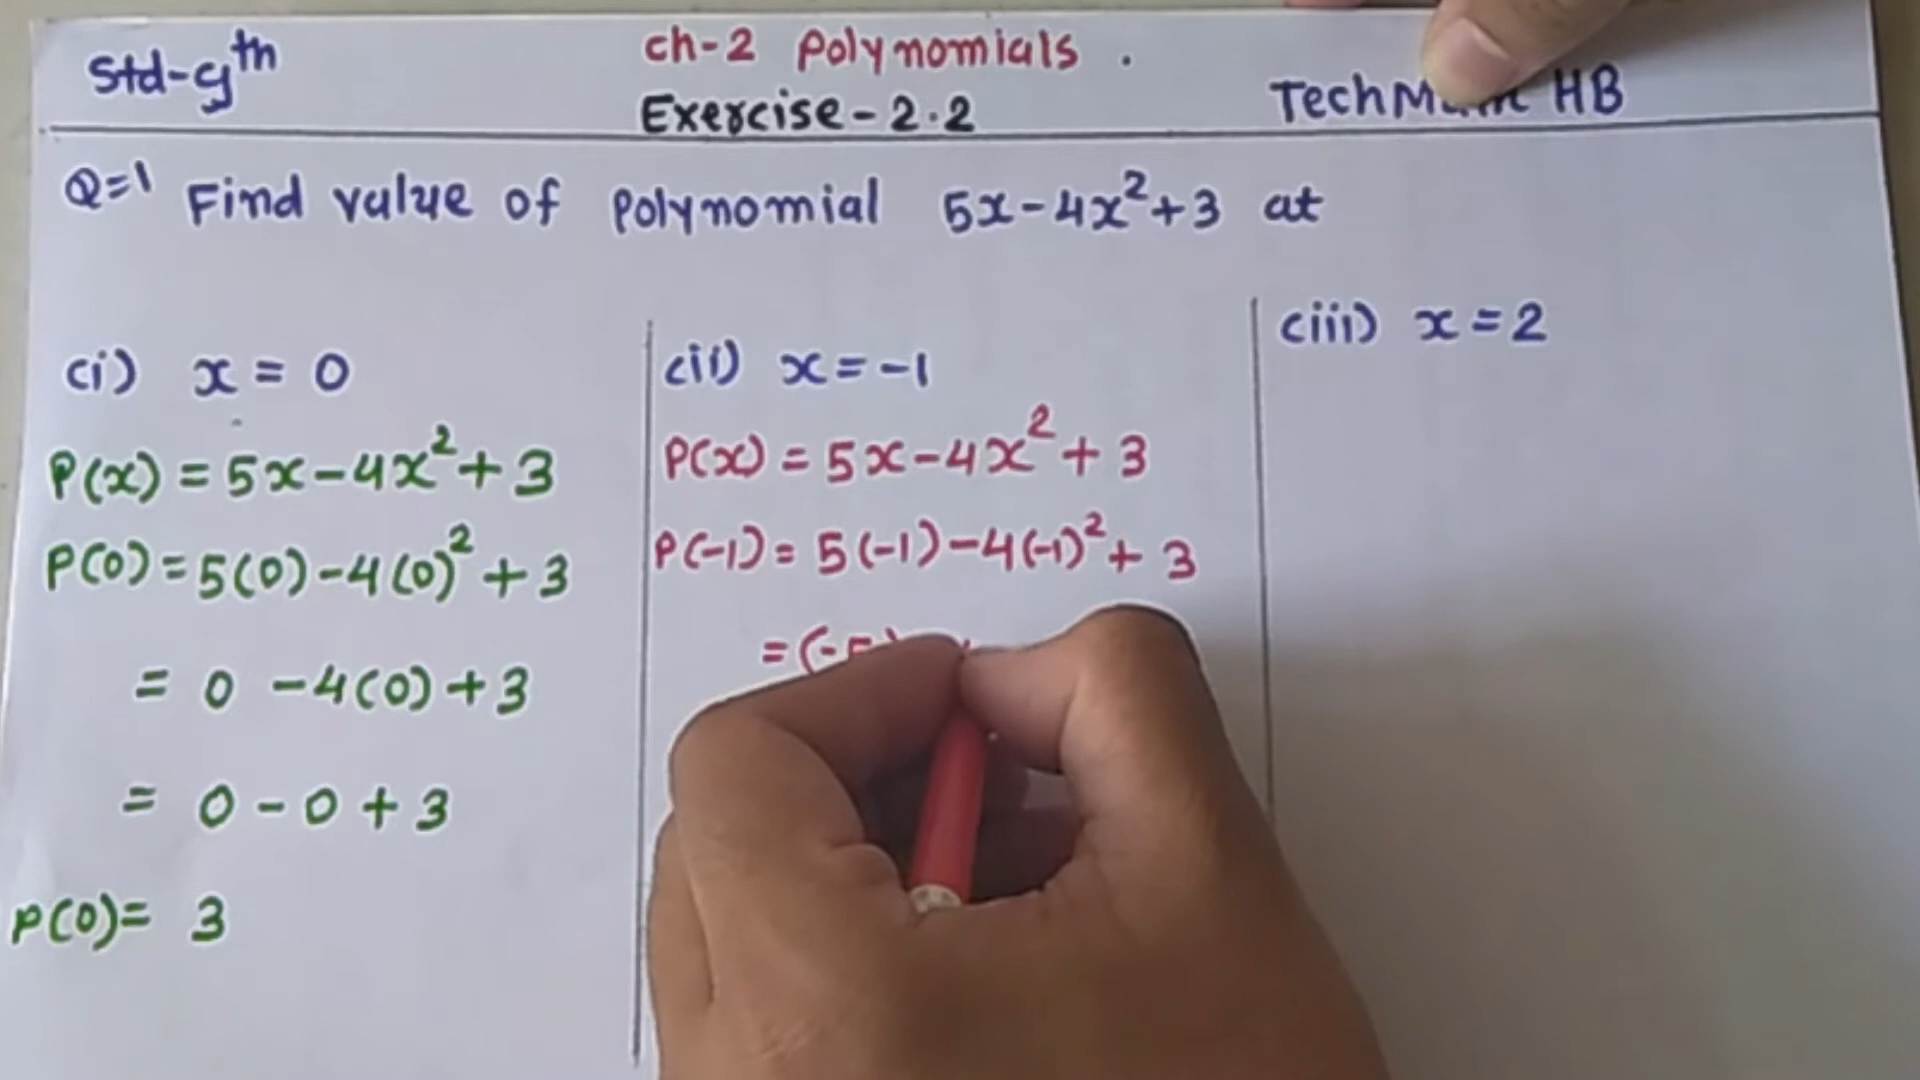 Std-9th
ch-2 Polynomials.
Exercise-2.2
HB
Q=1 Find value of Polynomial 5x-4x²+3 at
(i) x = 0
P(x) = 5x-4x²+3
P(0) = 5(0)-4(0)²+3
= 0 -4(0)+3
= 0 - 0 + 3
P(0)= 3
(ii) x = -1
P(x) = 5x-4x²+3
P(-1) = 5(-1)-4(-1)²+3
= (-5)
(iii) x = 2